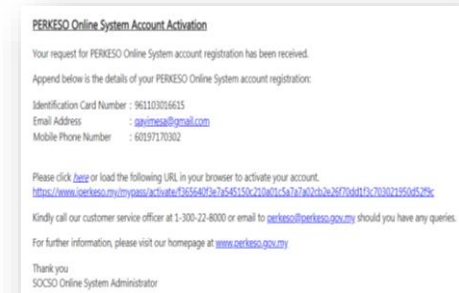 PERKESO Online System Account Activation
Your request for PERKESO Online System account registration has been received.
Append below is the details of your PERKESO Online System account registration:
Identification Card Number : 961103016615
Email Address : qayimesa@gmail.com
Mobile Phone Number : 60197170302
Please click here or load the following URL in your browser to activate your account.
https://www.iperkeso.my/mypass/activate/f365640f3e7a545150c210a01c5a7a7a02cb2e26f70dd1f3c703021950d52f9c
Kindly call our customer service officer at 1-300-22-8000 or email to perkeso@perkeso.gov.my should you have any queries.
For further information, please visit our homepage at www.perkeso.gov.my
Thank you
SOCSO Online System Administrator